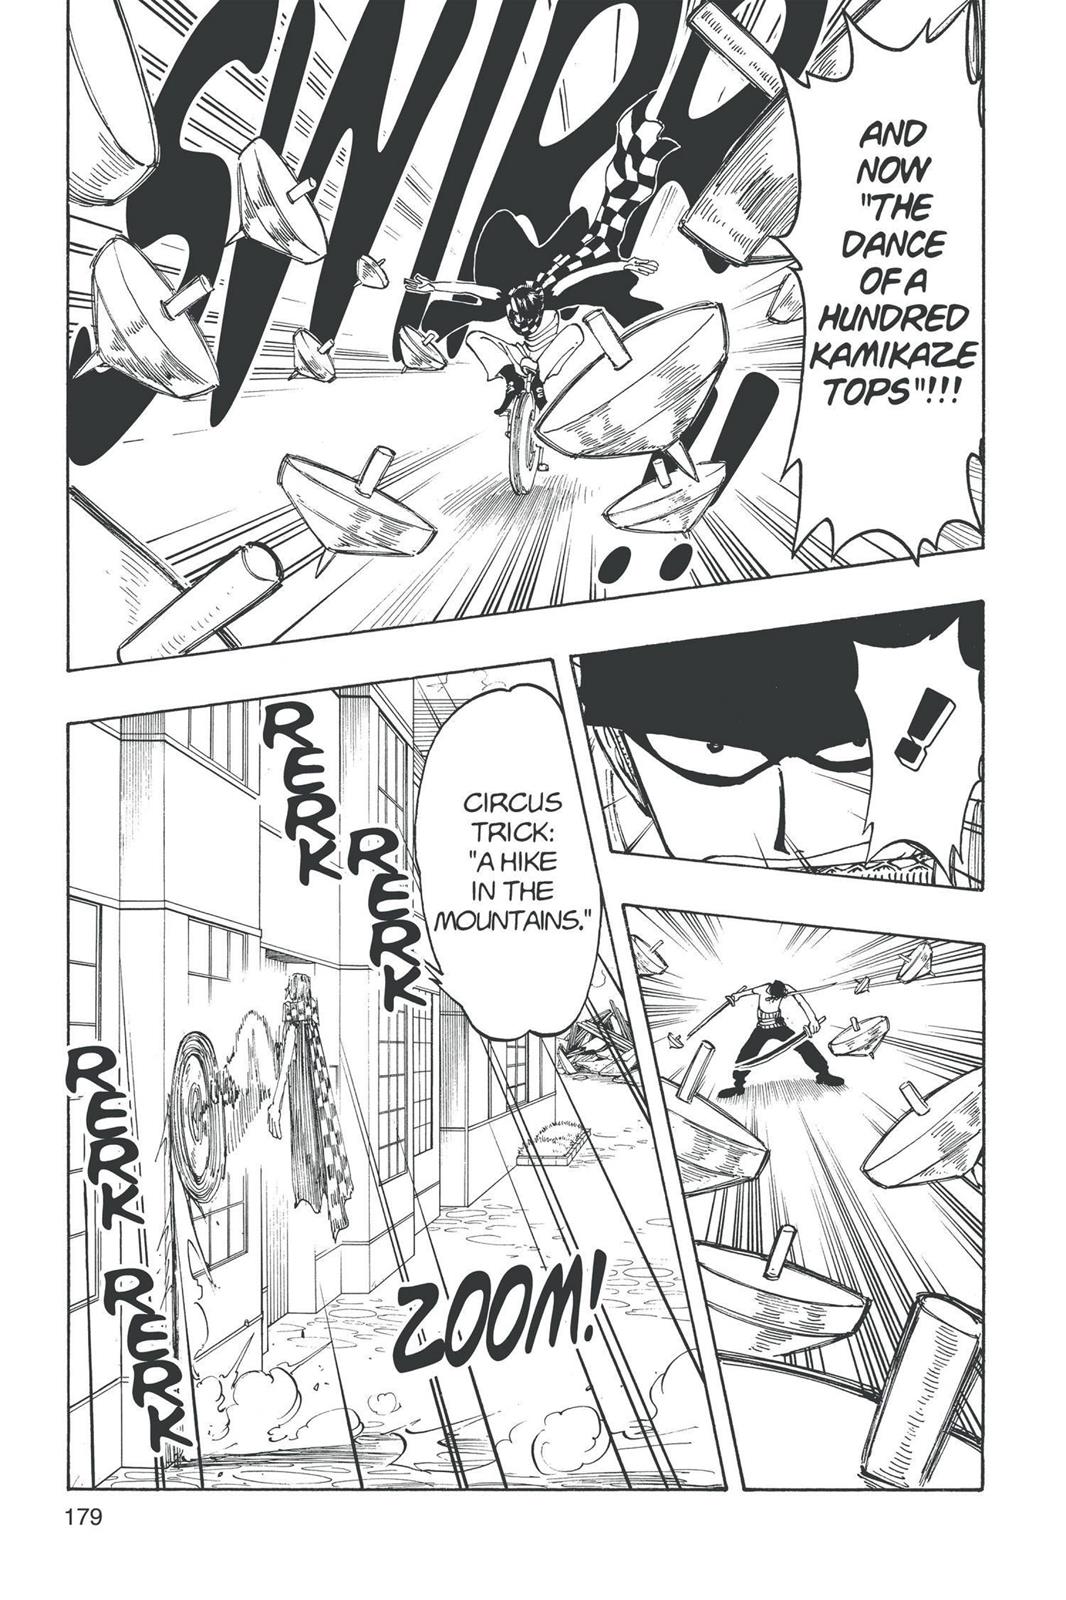 SWIPP
AND
NOW
"THE
DANCE
OF A
HUNDRED
KAMIKAZE
TOPS"!!!
!
CIRCUS
TRICK:
"A HIKE
IN THE
MOUNTAINS."
RERK
RERK
RERK
RERK
ZOOM!
179